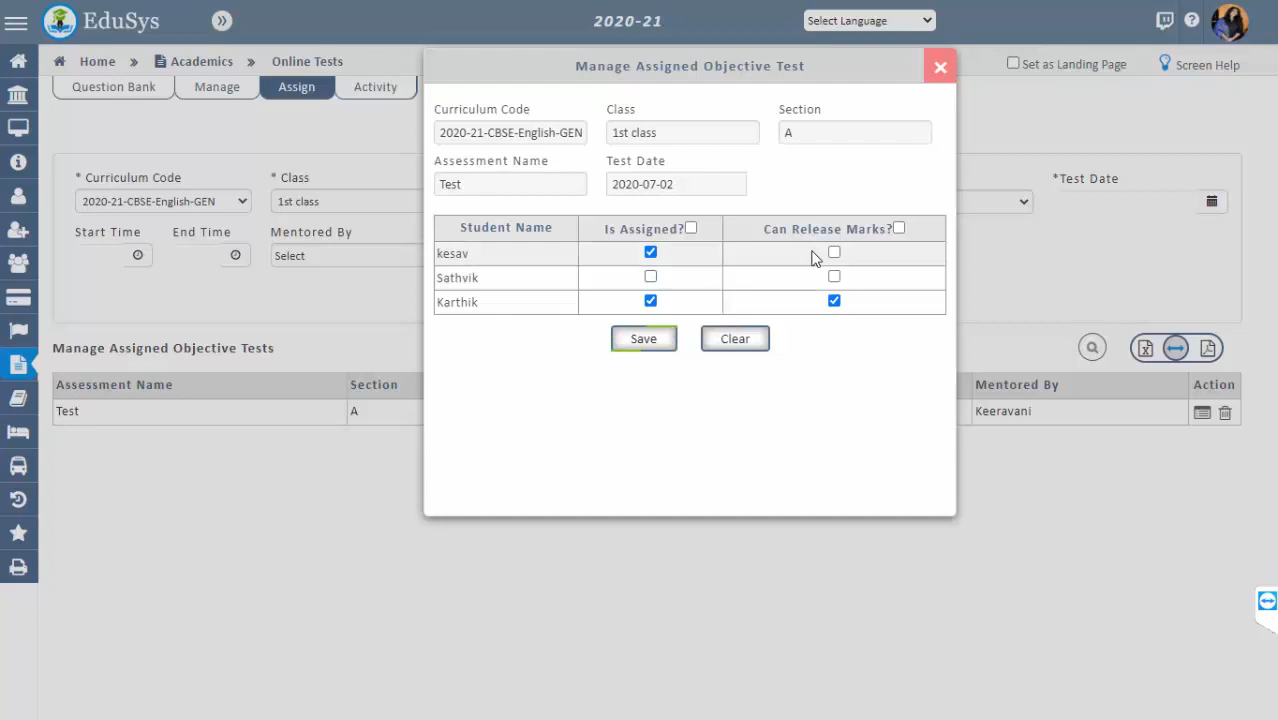 EduSys
2020-21
Select Language
Home » Academics » Online Tests
Set as Landing Page
Screen Help
Question Bank
Manage
Assign
Activity
* Curriculum Code
2020-21-CBSE-English-GEN
* Class
1st class
*Test Date
Start Time
End Time
Mentored By
Select
Manage Assigned Objective Tests
Assessment Name Section Mentored By Action
Test A Keeravani
Manage Assigned Objective Test
Curriculum Code
2020-21-CBSE-English-GEN
Class
1st class
Section
A
Assessment Name
Test
Test Date
2020-07-02
Student Name Is Assigned? Can Release Marks?
kesav
Sathvik
Karthik
Save
Clear